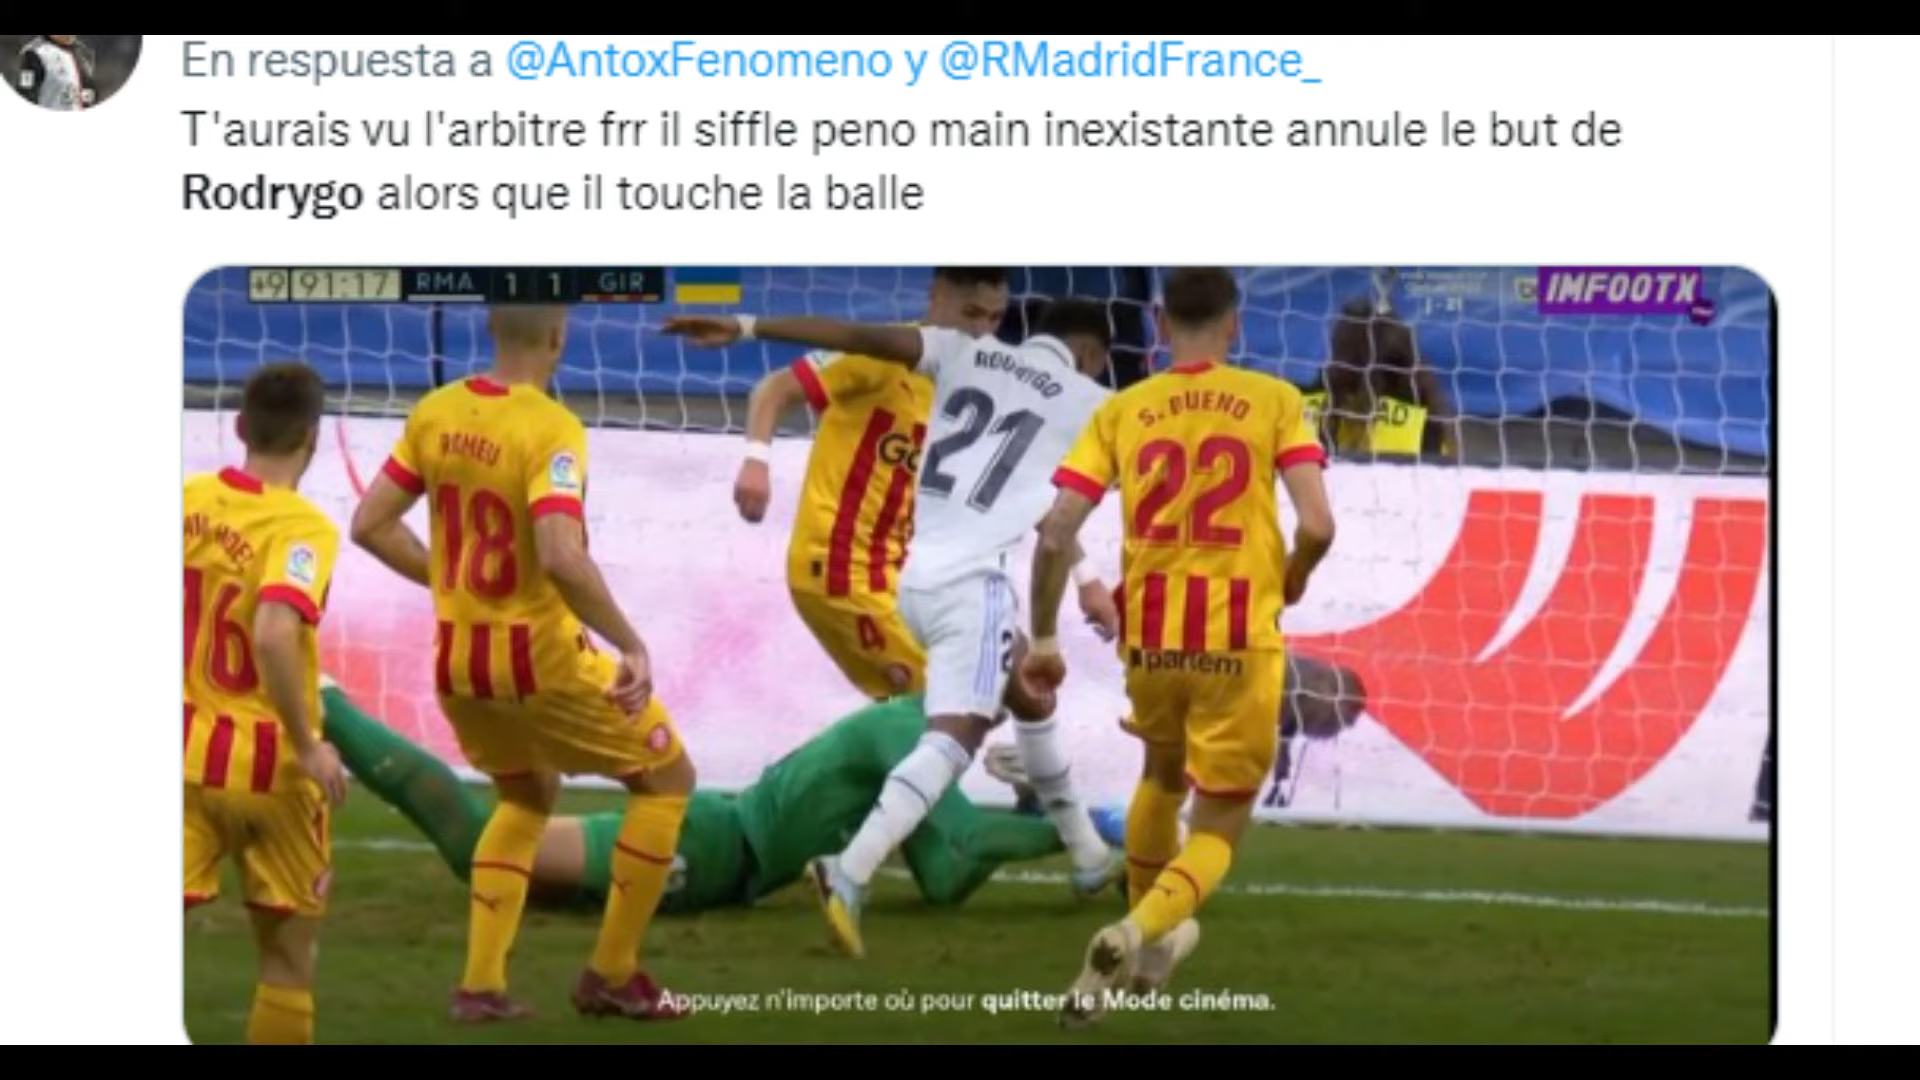 En respuesta a @AntoxFenomeno y @RMadridFrance_
T'aurais vu l'arbitre frr il siffle peno main inexistante annule le but de
Rodrygo alors que il touche la balle
+9 91:17 RMA 1 1 GIR
IMFOOTX
RODRYGO
21
S. BUENO
22
ROMEU
18
16
4
2
partem
Appuyez n'importe où pour quitter le Mode cinéma.